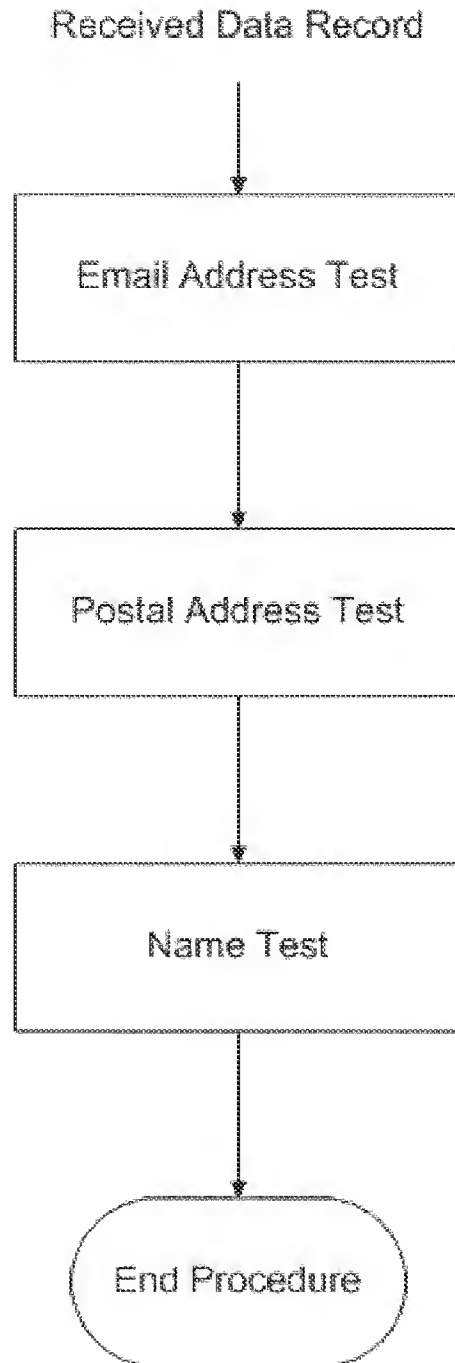 Received Data Record
Email Address Test
Postal Address Test
Name Test
End Procedure